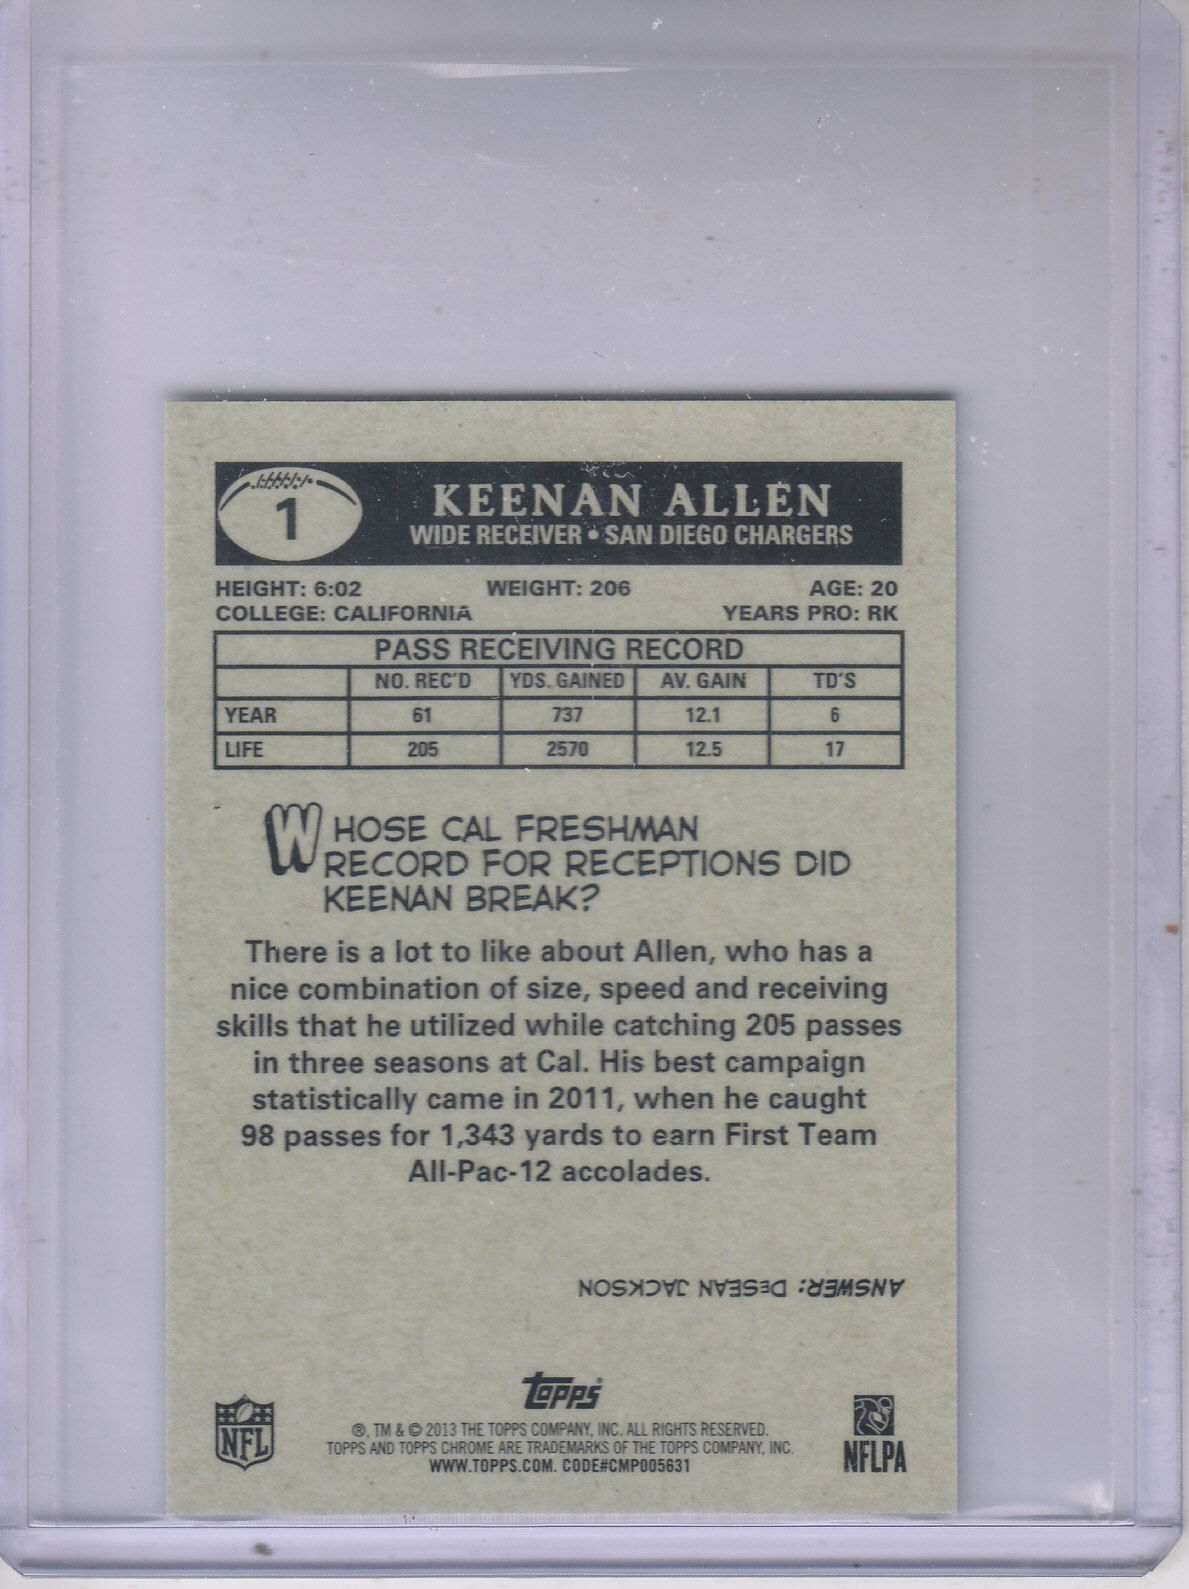 1
KEENAN ALLEN
WIDE RECEIVER • SAN DIEGO CHARGERS
HEIGHT: 6:02 WEIGHT: 206 AGE: 20
COLLEGE: CALIFORNIA YEARS PRO: RK
PASS RECEIVING RECORD
NO. REC'D YDS. GAINED AV. GAIN TD'S
YEAR 61 737 12.1 6
LIFE 205 2570 12.5 17
WHOSE CAL FRESHMAN
RECORD FOR RECEPTIONS DID
KEENAN BREAK?
There is a lot to like about Allen, who has a
nice combination of size, speed and receiving
skills that he utilized while catching 205 passes
in three seasons at Cal. His best campaign
statistically came in 2011, when he caught
98 passes for 1,343 yards to earn First Team
All-Pac-12 accolades.
ANSWER: DESEAN JACKSON
Topps®
NFL
®, TM & © 2013 THE TOPPS COMPANY, INC. ALL RIGHTS RESERVED.
TOPPS AND TOPPS CHROME ARE TRADEMARKS OF THE TOPPS COMPANY, INC.
WWW.TOPPS.COM. CODE#CMP005631
NFLPA